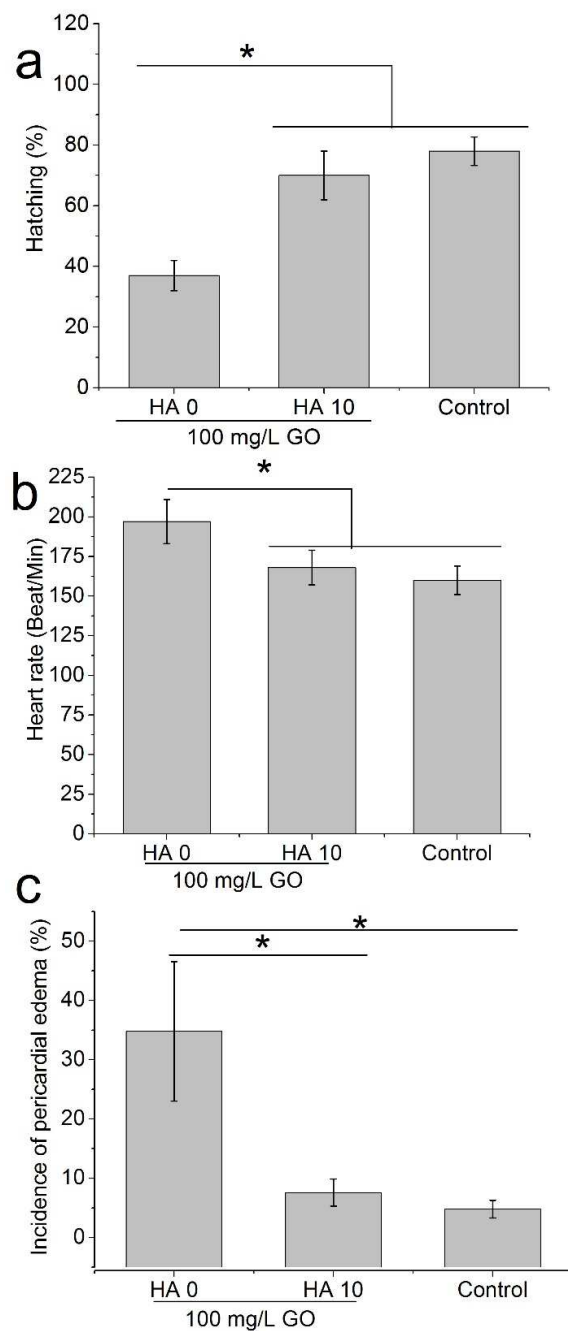 a
*
Hatching (%)
120
100
80
60
40
20
0
HA 0 HA 10 Control
100 mg/L GO
b
*
Heart rate (Beat/Min)
225
200
175
150
125
100
75
50
25
0
HA 0 HA 10 Control
100 mg/L GO
c
*
*
Incidence of pericardial edema (%)
50
40
30
20
10
0
HA 0 HA 10 Control
100 mg/L GO